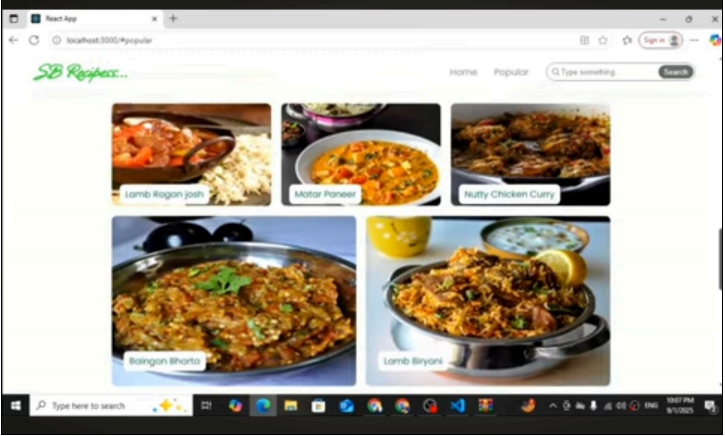 React App
localhost:3000/#popular
Sign in
SB Recipess...
Home
Popular
Type something.
Search
Lamb Rogan josh
Matar Paneer
Nutty Chicken Curry
Baingan Bharta
Lamb Biryani
Type here to search
ENG
10:07 PM
9/1/2025